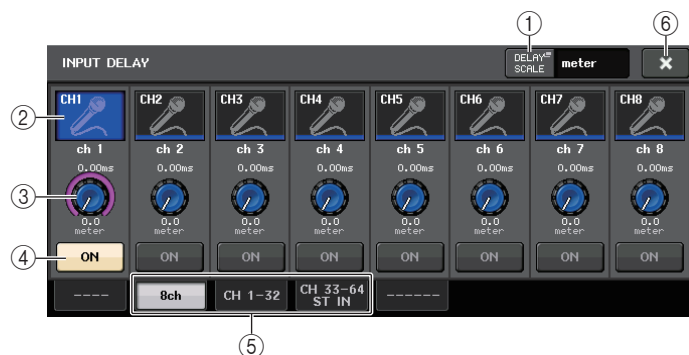 ① ⑥
INPUT DELAY DELAY SCALE meter ×
② CH1 CH2 CH3 CH4 CH5 CH6 CH7 CH8
ch 1 ch 2 ch 3 ch 4 ch 5 ch 6 ch 7 ch 8
0.00ms 0.00ms 0.00ms 0.00ms 0.00ms 0.00ms 0.00ms 0.00ms
③
0.0 0.0 0.0 0.0 0.0 0.0 0.0 0.0
meter meter meter meter meter meter meter meter
④ ON ON ON ON ON ON ON ON
---- 8ch CH 1-32 CH 33-64 ST IN ------
⑤